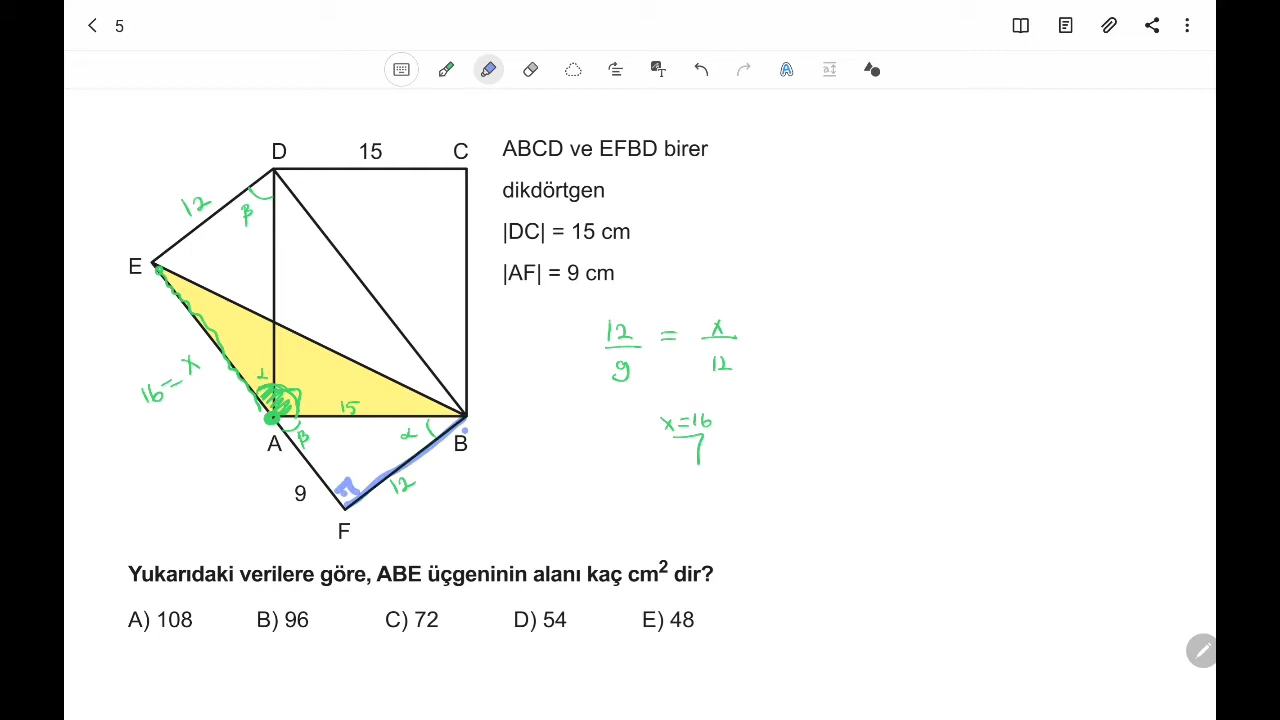 5
D 15 C
ABCD ve EFBD birer
dikdörtgen
|DC| = 15 cm
|AF| = 9 cm
12
β
E
16 = x
α
15
A
β
α
B
9
12
F
12/9 = x/12
x=16
Yukarıdaki verilere göre, ABE üçgeninin alanı kaç cm² dir?
A) 108 B) 96 C) 72 D) 54 E) 48